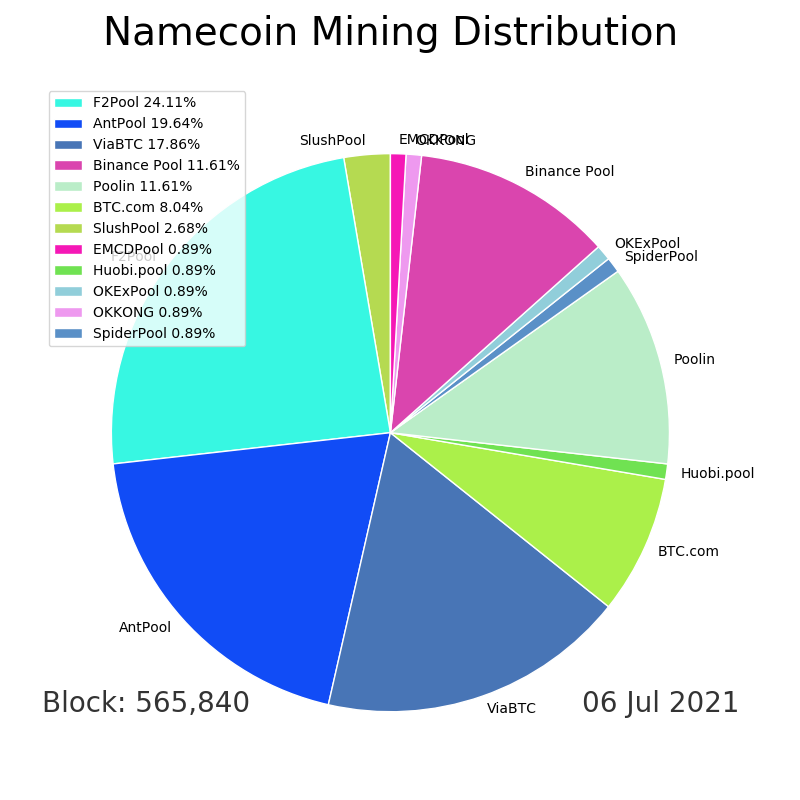 Namecoin Mining Distribution
F2Pool 24.11%
AntPool 19.64%
ViaBTC 17.86%
Binance Pool 11.61%
Poolin 11.61%
BTC.com 8.04%
SlushPool 2.68%
EMCDPool 0.89%
Huobi.pool 0.89%
OKExPool 0.89%
OKKONG 0.89%
SpiderPool 0.89%
SlushPool
EMCDPool
OKKONG
Binance Pool
OKExPool
SpiderPool
F2Pool
Poolin
Huobi.pool
BTC.com
AntPool
ViaBTC
Block: 565,840
06 Jul 2021